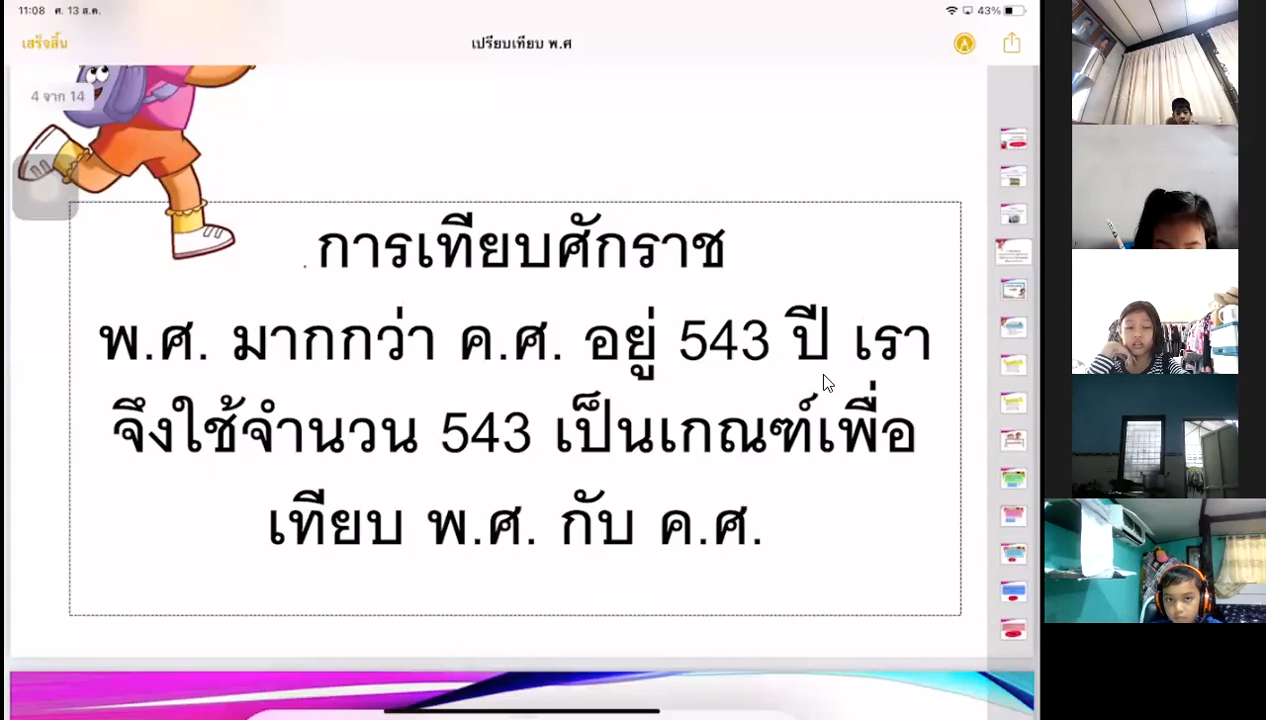 11:08 ศ. 13 ส.ค.
43%
เสร็จสิ้น
เปรียบเทียบ พ.ศ
4 จาก 14
การเทียบศักราช
พ.ศ. มากกว่า ค.ศ. อยู่ 543 ปี เรา
จึงใช้จำนวน 543 เป็นเกณฑ์เพื่อ
เทียบ พ.ศ. กับ ค.ศ.